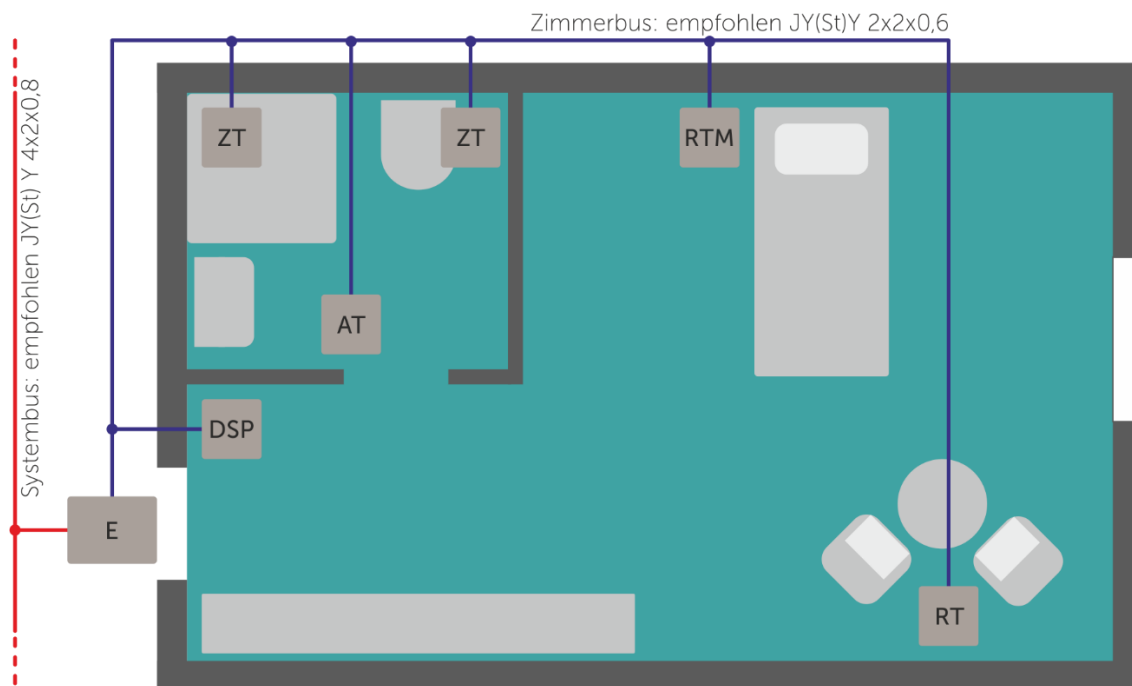 Zimmerbus: empfohlen JY(St)Y 2x2x0,6
Systembus: empfohlen JY(St) Y 4x2x0,8
ZT
ZT
RTM
AT
DSP
E
RT